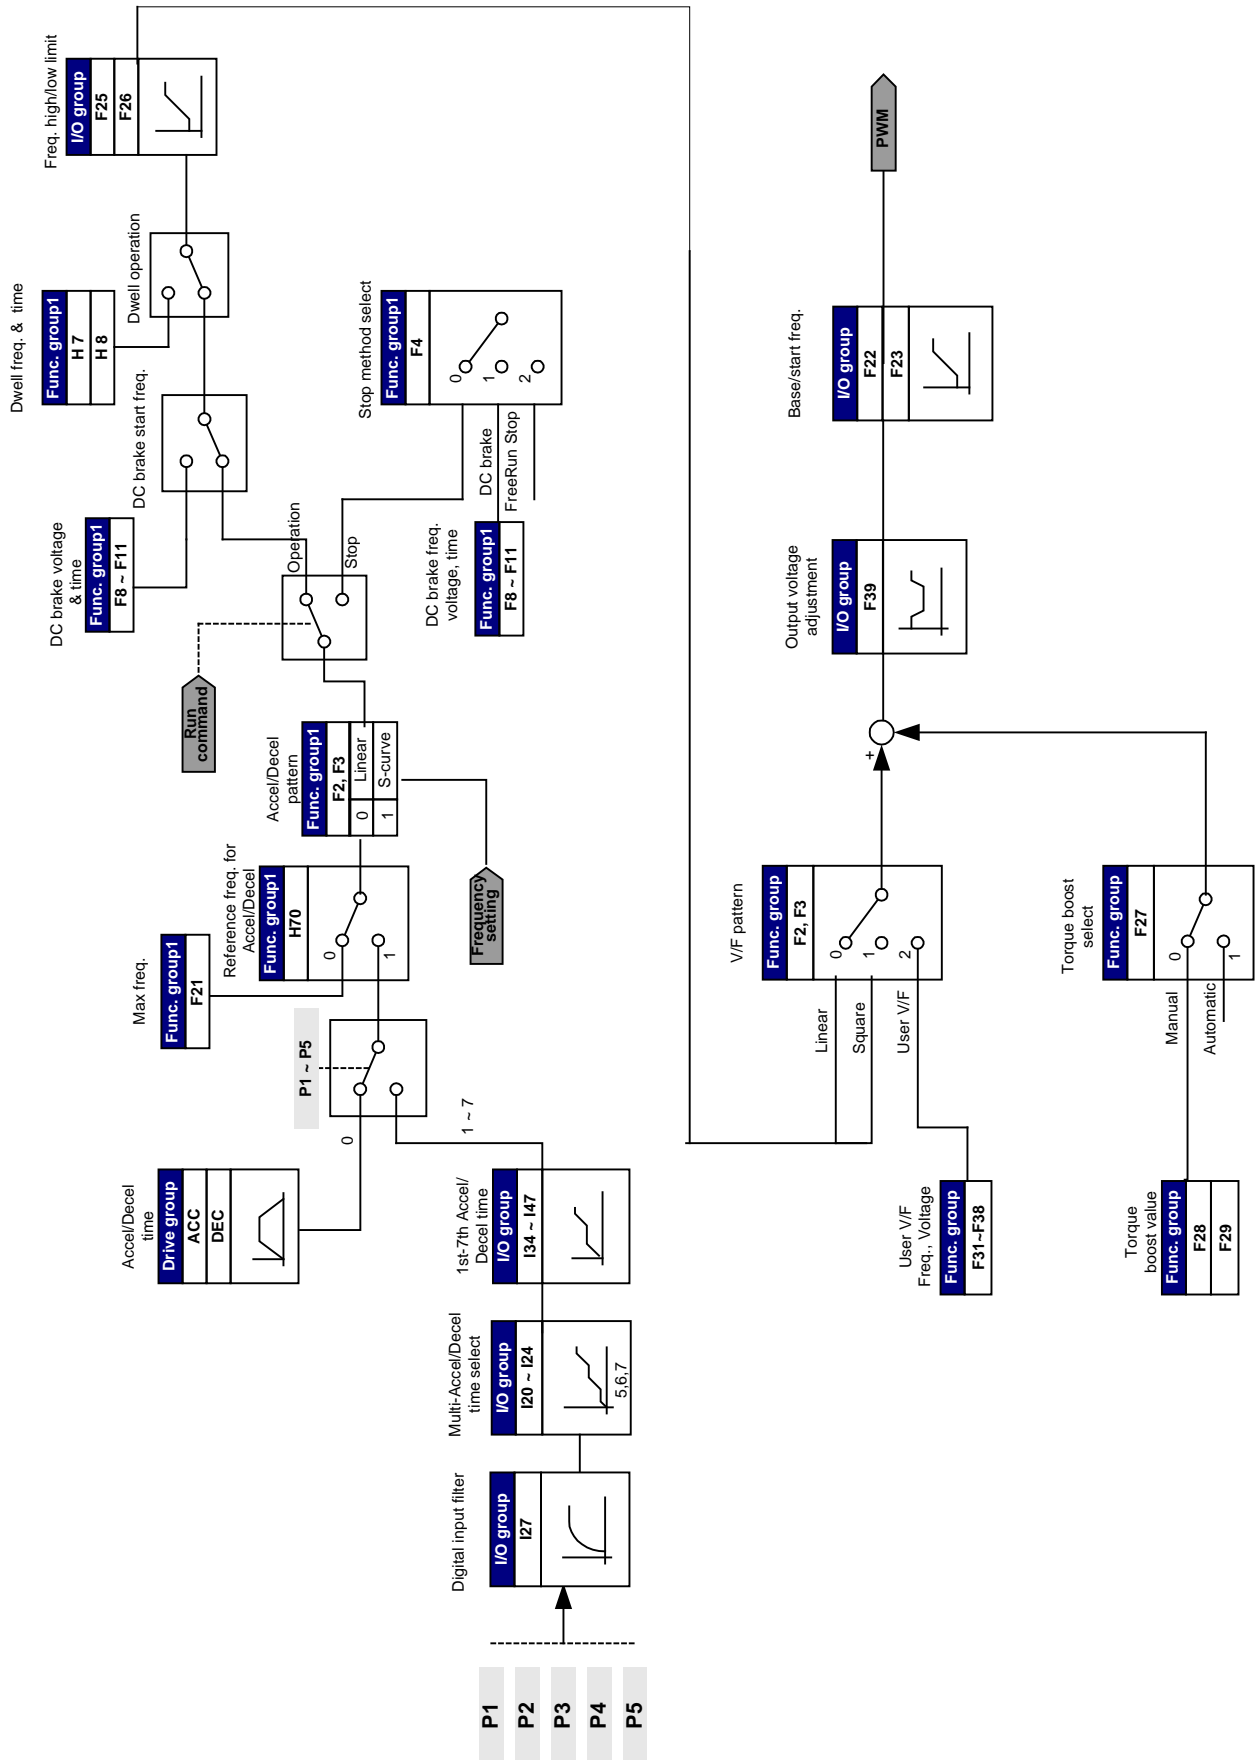 P1
P2
P3
P4
P5
Digital input filter
I/O group
I27
Multi-Accel/Decel
time select
I/O group
I20 ~ I24
5,6,7
1st-7th Accel/
Decel time
I/O group
I34 ~ I47
Accel/Decel
time
Drive group
ACC
DEC
0
1 ~ 7
P1 ~ P5
Max freq.
Func. group1
F21
Reference freq. for
Accel/Decel
Func. group1
H70
0
1
Frequency
setting
Accel/Decel
pattern
Func. group1
F2, F3
0
Linear
1
S-curve
Run
command
Operation
Stop
DC brake voltage
& time
Func. group1
F8 ~ F11
DC brake start freq.
DC brake freq.
voltage, time
Func. group1
F8 ~ F11
DC brake
FreeRun Stop
Stop method select
Func. group1
F4
0
1
2
Dwell freq. & time
Func. group1
H 7
H 8
Dwell operation
Freq. high/low limit
I/O group
F25
F26
User V/F
Freq., Voltage
Func. group
F31~F38
Linear
Square
User V/F
V/F pattern
Func. group
F2, F3
0
1
2
Torque
boost value
Func. group
F28
F29
Manual
Automatic
Torque boost
select
Func. group
F27
0
1
+
Output voltage
adjustment
I/O group
F39
Base/start freq.
I/O group
F22
F23
PWM